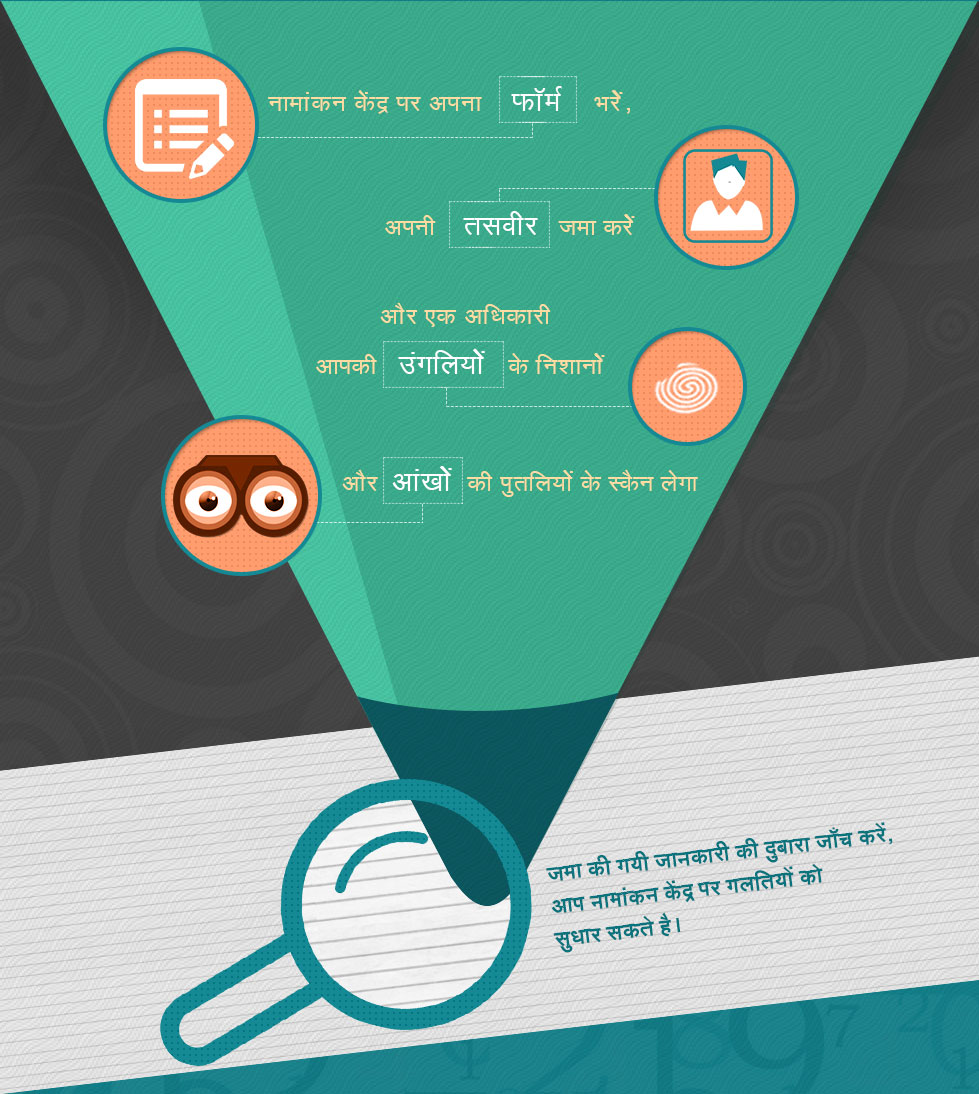 नामांकन केंद्र पर अपना फॉर्म भरें,
अपनी तसवीर जमा करें
और एक अधिकारी
आपकी उंगलियों के निशानों
और आंखों की पुतलियों के स्कैन लेगा
जमा की गयी जानकारी की दुबारा जाँच करें,
आप नामांकन केंद्र पर गलतियों को
सुधार सकते है।